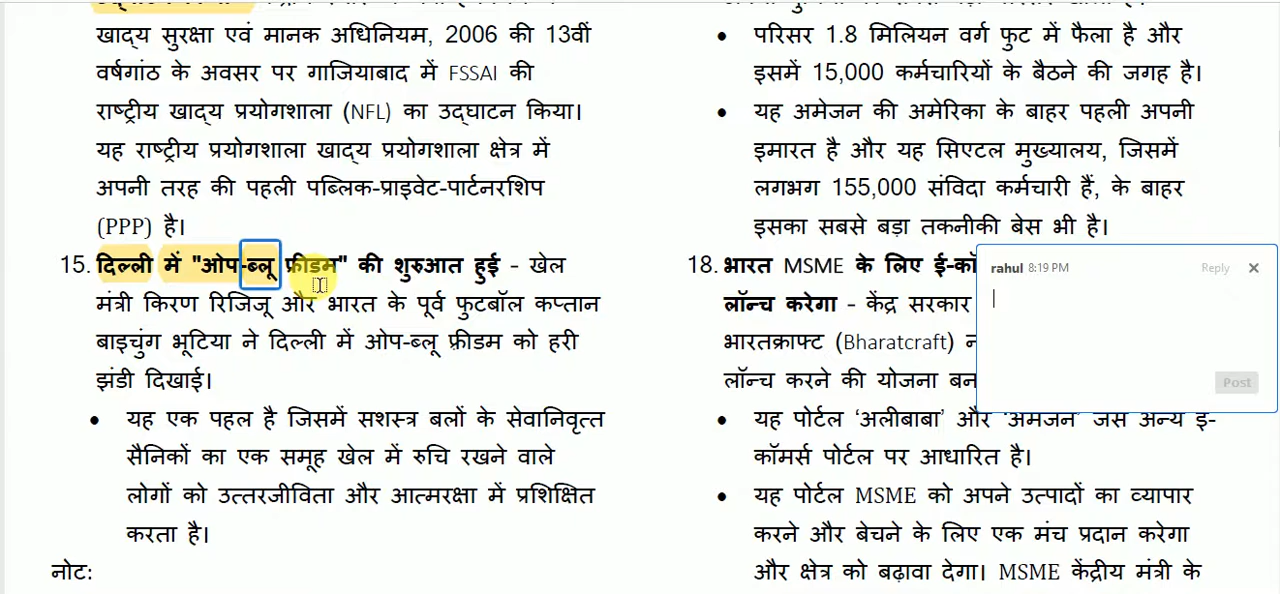 खाद्य सुरक्षा एवं मानक अधिनियम, 2006 की 13वीं
वर्षगांठ के अवसर पर गाजियाबाद में FSSAI की
राष्ट्रीय खाद्य प्रयोगशाला (NFL) का उद्घाटन किया।
यह राष्ट्रीय प्रयोगशाला खाद्य प्रयोगशाला क्षेत्र में
अपनी तरह की पहली पब्लिक-प्राइवेट-पार्टनरशिप
(PPP) है।
15. दिल्ली में "ओप-ब्लू फ्रीडम" की शुरुआत हुई - खेल
मंत्री किरण रिजिजू और भारत के पूर्व फुटबॉल कप्तान
बाइचुंग भूटिया ने दिल्ली में ओप-ब्लू फ़्रीडम को हरी
झंडी दिखाई।
• यह एक पहल है जिसमें सशस्त्र बलों के सेवानिवृत्त
सैनिकों का एक समूह खेल में रुचि रखने वाले
लोगों को उत्तरजीविता और आत्मरक्षा में प्रशिक्षित
करता है।
नोट:
• परिसर 1.8 मिलियन वर्ग फुट में फैला है और
इसमें 15,000 कर्मचारियों के बैठने की जगह है।
• यह अमेजन की अमेरिका के बाहर पहली अपनी
इमारत है और यह सिएटल मुख्यालय, जिसमें
लगभग 155,000 संविदा कर्मचारी हैं, के बाहर
इसका सबसे बड़ा तकनीकी बेस भी है।
18. भारत MSME के लिए ई-कॉ
लॉन्च करेगा - केंद्र सरकार
भारतक्राफ्ट (Bharatcraft) न
लॉन्च करने की योजना बन
• यह पोर्टल ‘अलीबाबा’ और ‘अमेजन’ जैसे अन्य ई-
कॉमर्स पोर्टल पर आधारित है।
• यह पोर्टल MSME को अपने उत्पादों का व्यापार
करने और बेचने के लिए एक मंच प्रदान करेगा
और क्षेत्र को बढ़ावा देगा। MSME केंद्रीय मंत्री के
rahul 8:19 PM
Reply
Post